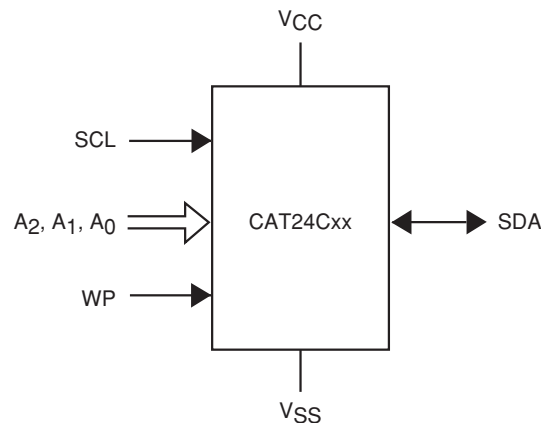 VCC
SCL
A2, A1, A0
CAT24Cxx
SDA
WP
VSS